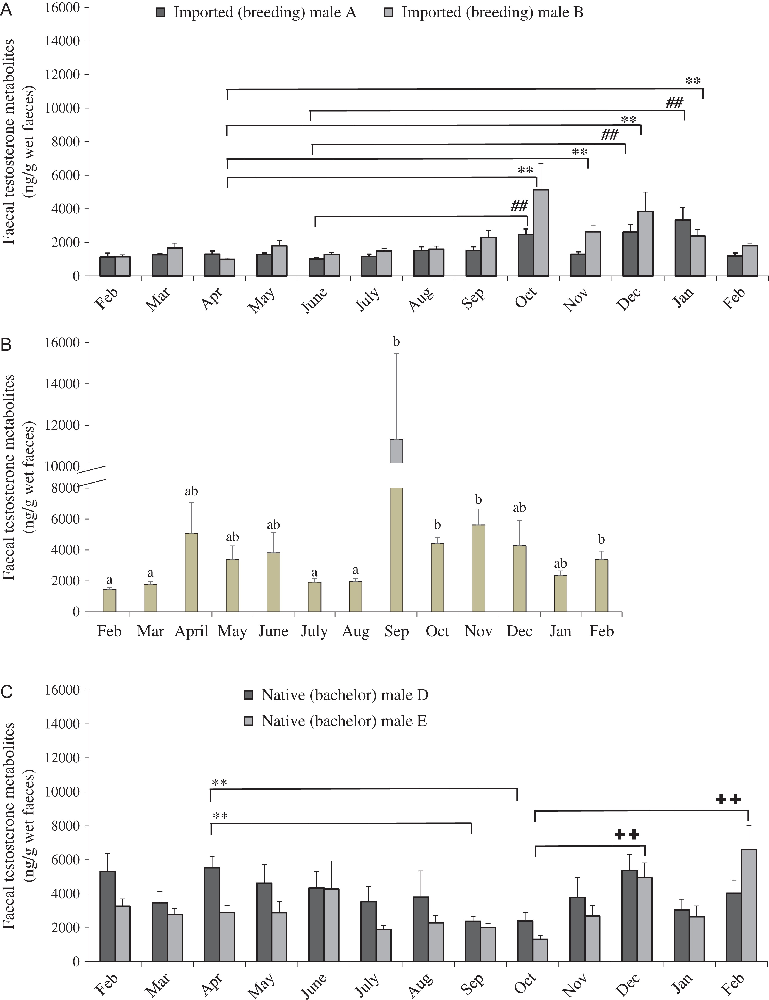 A
Imported (breeding) male A
Imported (breeding) male B
Faecal testosterone metabolites
(ng/g wet faeces)
16000
14000
12000
10000
8000
6000
4000
2000
0
**
##
**
##
**
**
##
Feb Mar Apr May June July Aug Sep Oct Nov Dec Jan Feb
B
Faecal testosterone metabolites
(ng/g wet faeces)
16000
14000
12000
10000
8000
6000
4000
2000
0
a a ab ab ab a a b b b ab ab b
Feb Mar April May June July Aug Sep Oct Nov Dec Jan Feb
C
Native (bachelor) male D
Native (bachelor) male E
Faecal testosterone metabolites
(ng/g wet faeces)
16000
14000
12000
10000
8000
6000
4000
2000
0
**
**
++
++
Feb Mar Apr May June July Aug Sep Oct Nov Dec Jan Feb